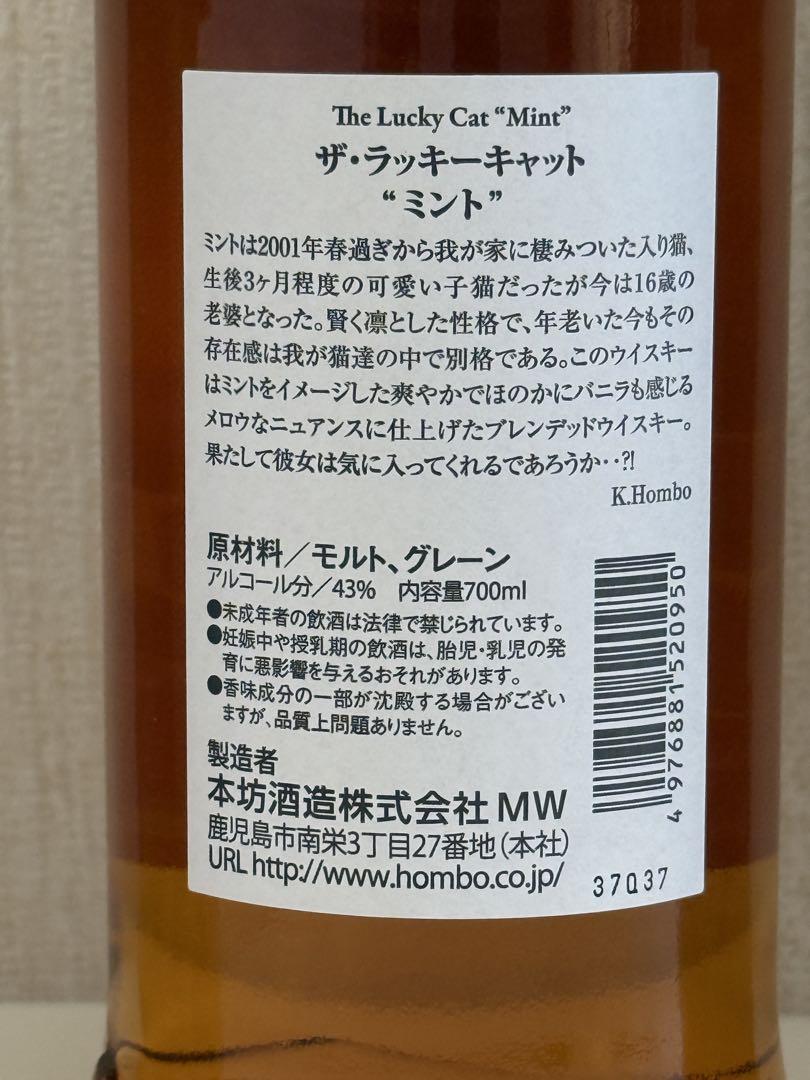 The Lucky Cat “Mint”
ザ・ラッキーキャット
“ミント”
ミントは2001年春過ぎから我が家に棲みついた入り猫、
生後3ヶ月程度の可愛い子猫だったが今は16歳の
老婆となった。賢く凛とした性格で、年老いた今もその
存在感は我が猫達の中で別格である。このウイスキー
はミントをイメージした爽やかでほのかにバニラも感じる
メロウなニュアンスに仕上げたブレンデッドウイスキー。
果たして彼女は気に入ってくれるであろうか‥?!
K.Hombo
原材料／モルト、グレーン
アルコール分／43%　内容量700ml
●未成年者の飲酒は法律で禁じられています。
●妊娠中や授乳期の飲酒は、胎児・乳児の発
育に悪影響を与えるおそれがあります。
●香味成分の一部が沈殿する場合がござい
ますが、品質上問題ありません。
製造者
本坊酒造株式会社 MW
鹿児島市南栄3丁目27番地（本社）
URL http://www.hombo.co.jp/
4976881520950
37Q37